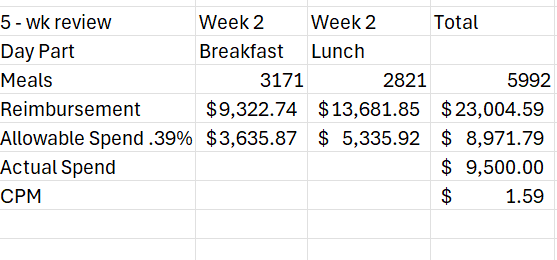 5 - wk review Week 2 Week 2 Total
Day Part Breakfast Lunch
Meals 3171 2821 5992
Reimbursement $9,322.74 $13,681.85 $23,004.59
Allowable Spend .39% $3,635.87 $ 5,335.92 $ 8,971.79
Actual Spend $ 9,500.00
CPM $ 1.59